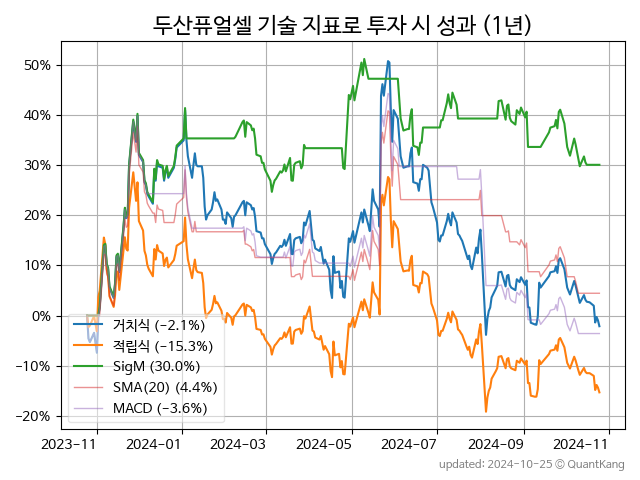 두산퓨얼셀 기술 지표로 투자 시 성과 (1년)
50%
40%
30%
20%
10%
0%
−10%
−20%
거치식 (−2.1%)
적립식 (−15.3%)
SigM (30.0%)
SMA(20) (4.4%)
MACD (−3.6%)
2023−11 2024−01 2024−03 2024−05 2024−07 2024−09 2024−11
updated: 2024-10-25 ⓒ QuantKang